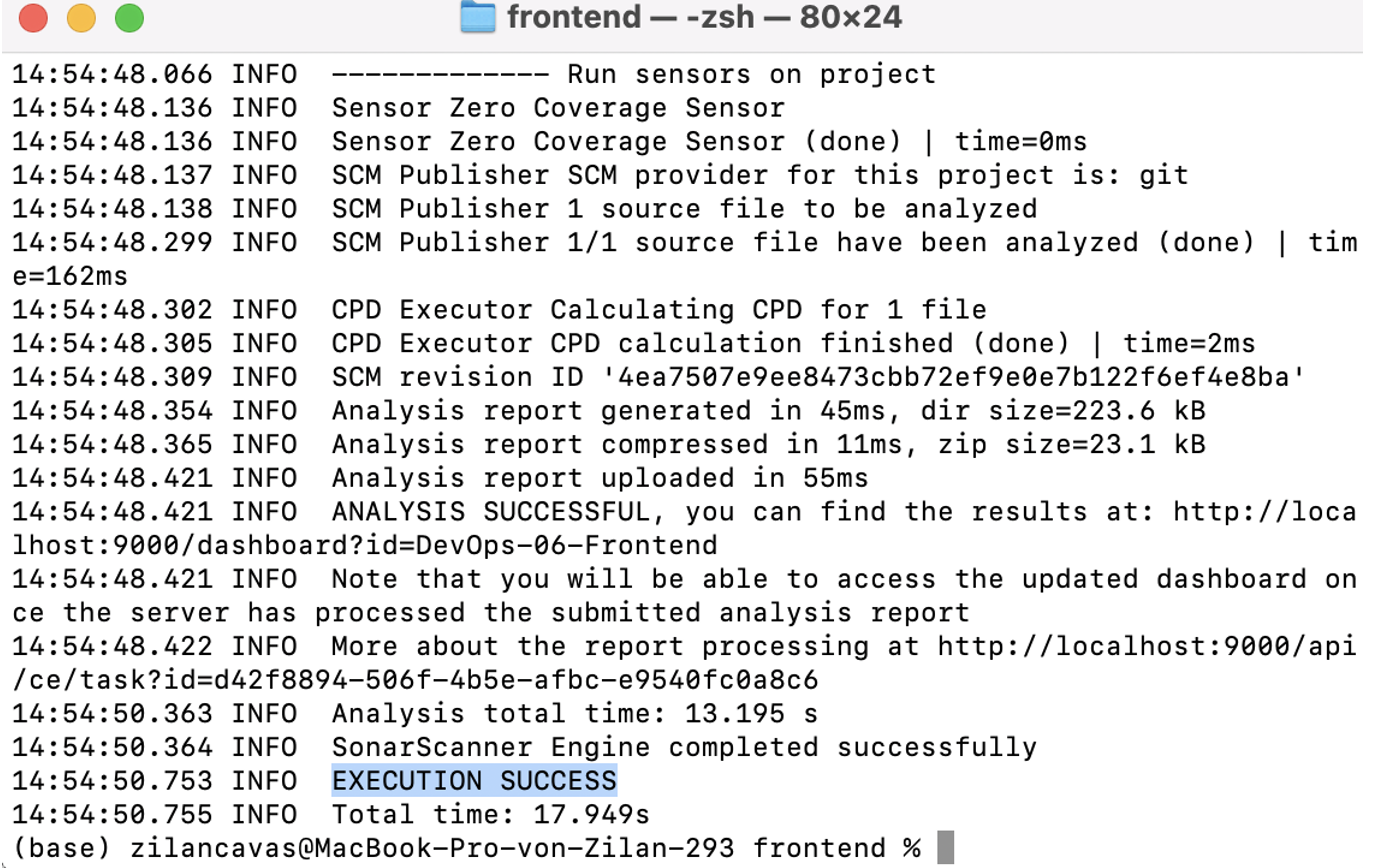 frontend — -zsh — 80×24
14:54:48.066 INFO  ------------- Run sensors on project
14:54:48.136 INFO  Sensor Zero Coverage Sensor
14:54:48.136 INFO  Sensor Zero Coverage Sensor (done) | time=0ms
14:54:48.137 INFO  SCM Publisher SCM provider for this project is: git
14:54:48.138 INFO  SCM Publisher 1 source file to be analyzed
14:54:48.299 INFO  SCM Publisher 1/1 source file have been analyzed (done) | tim
e=162ms
14:54:48.302 INFO  CPD Executor Calculating CPD for 1 file
14:54:48.305 INFO  CPD Executor CPD calculation finished (done) | time=2ms
14:54:48.309 INFO  SCM revision ID '4ea7507e9ee8473cbb72ef9e0e7b122f6ef4e8ba'
14:54:48.354 INFO  Analysis report generated in 45ms, dir size=223.6 kB
14:54:48.365 INFO  Analysis report compressed in 11ms, zip size=23.1 kB
14:54:48.421 INFO  Analysis report uploaded in 55ms
14:54:48.421 INFO  ANALYSIS SUCCESSFUL, you can find the results at: http://loca
lhost:9000/dashboard?id=DevOps-06-Frontend
14:54:48.421 INFO  Note that you will be able to access the updated dashboard on
ce the server has processed the submitted analysis report
14:54:48.422 INFO  More about the report processing at http://localhost:9000/api
/ce/task?id=d42f8894-506f-4b5e-afbc-e9540fc0a8c6
14:54:50.363 INFO  Analysis total time: 13.195 s
14:54:50.364 INFO  SonarScanner Engine completed successfully
14:54:50.753 INFO  EXECUTION SUCCESS
14:54:50.755 INFO  Total time: 17.949s
(base) zilancavas@MacBook-Pro-von-Zilan-293 frontend %